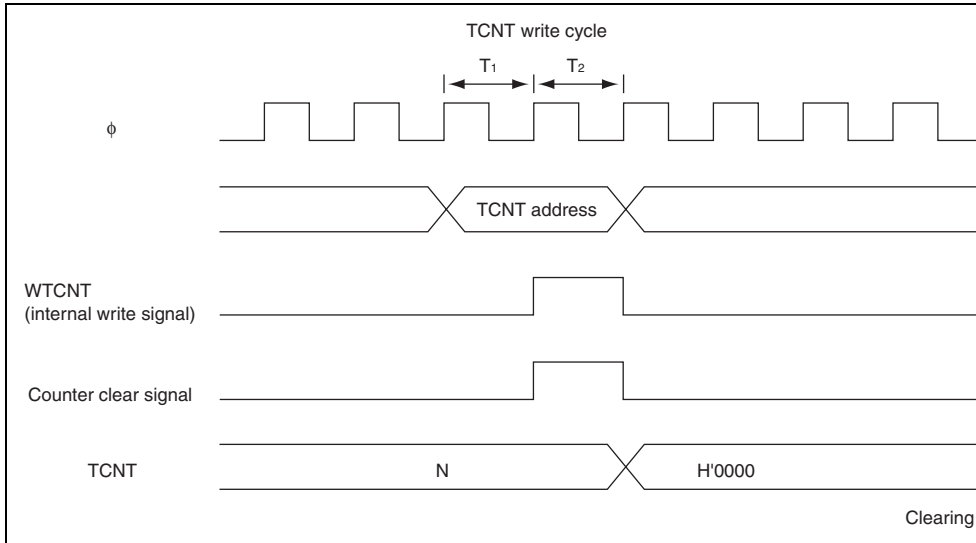 TCNT write cycle
T1 T2
ϕ
TCNT address
WTCNT
(internal write signal)
Counter clear signal
TCNT N H'0000
Clearing